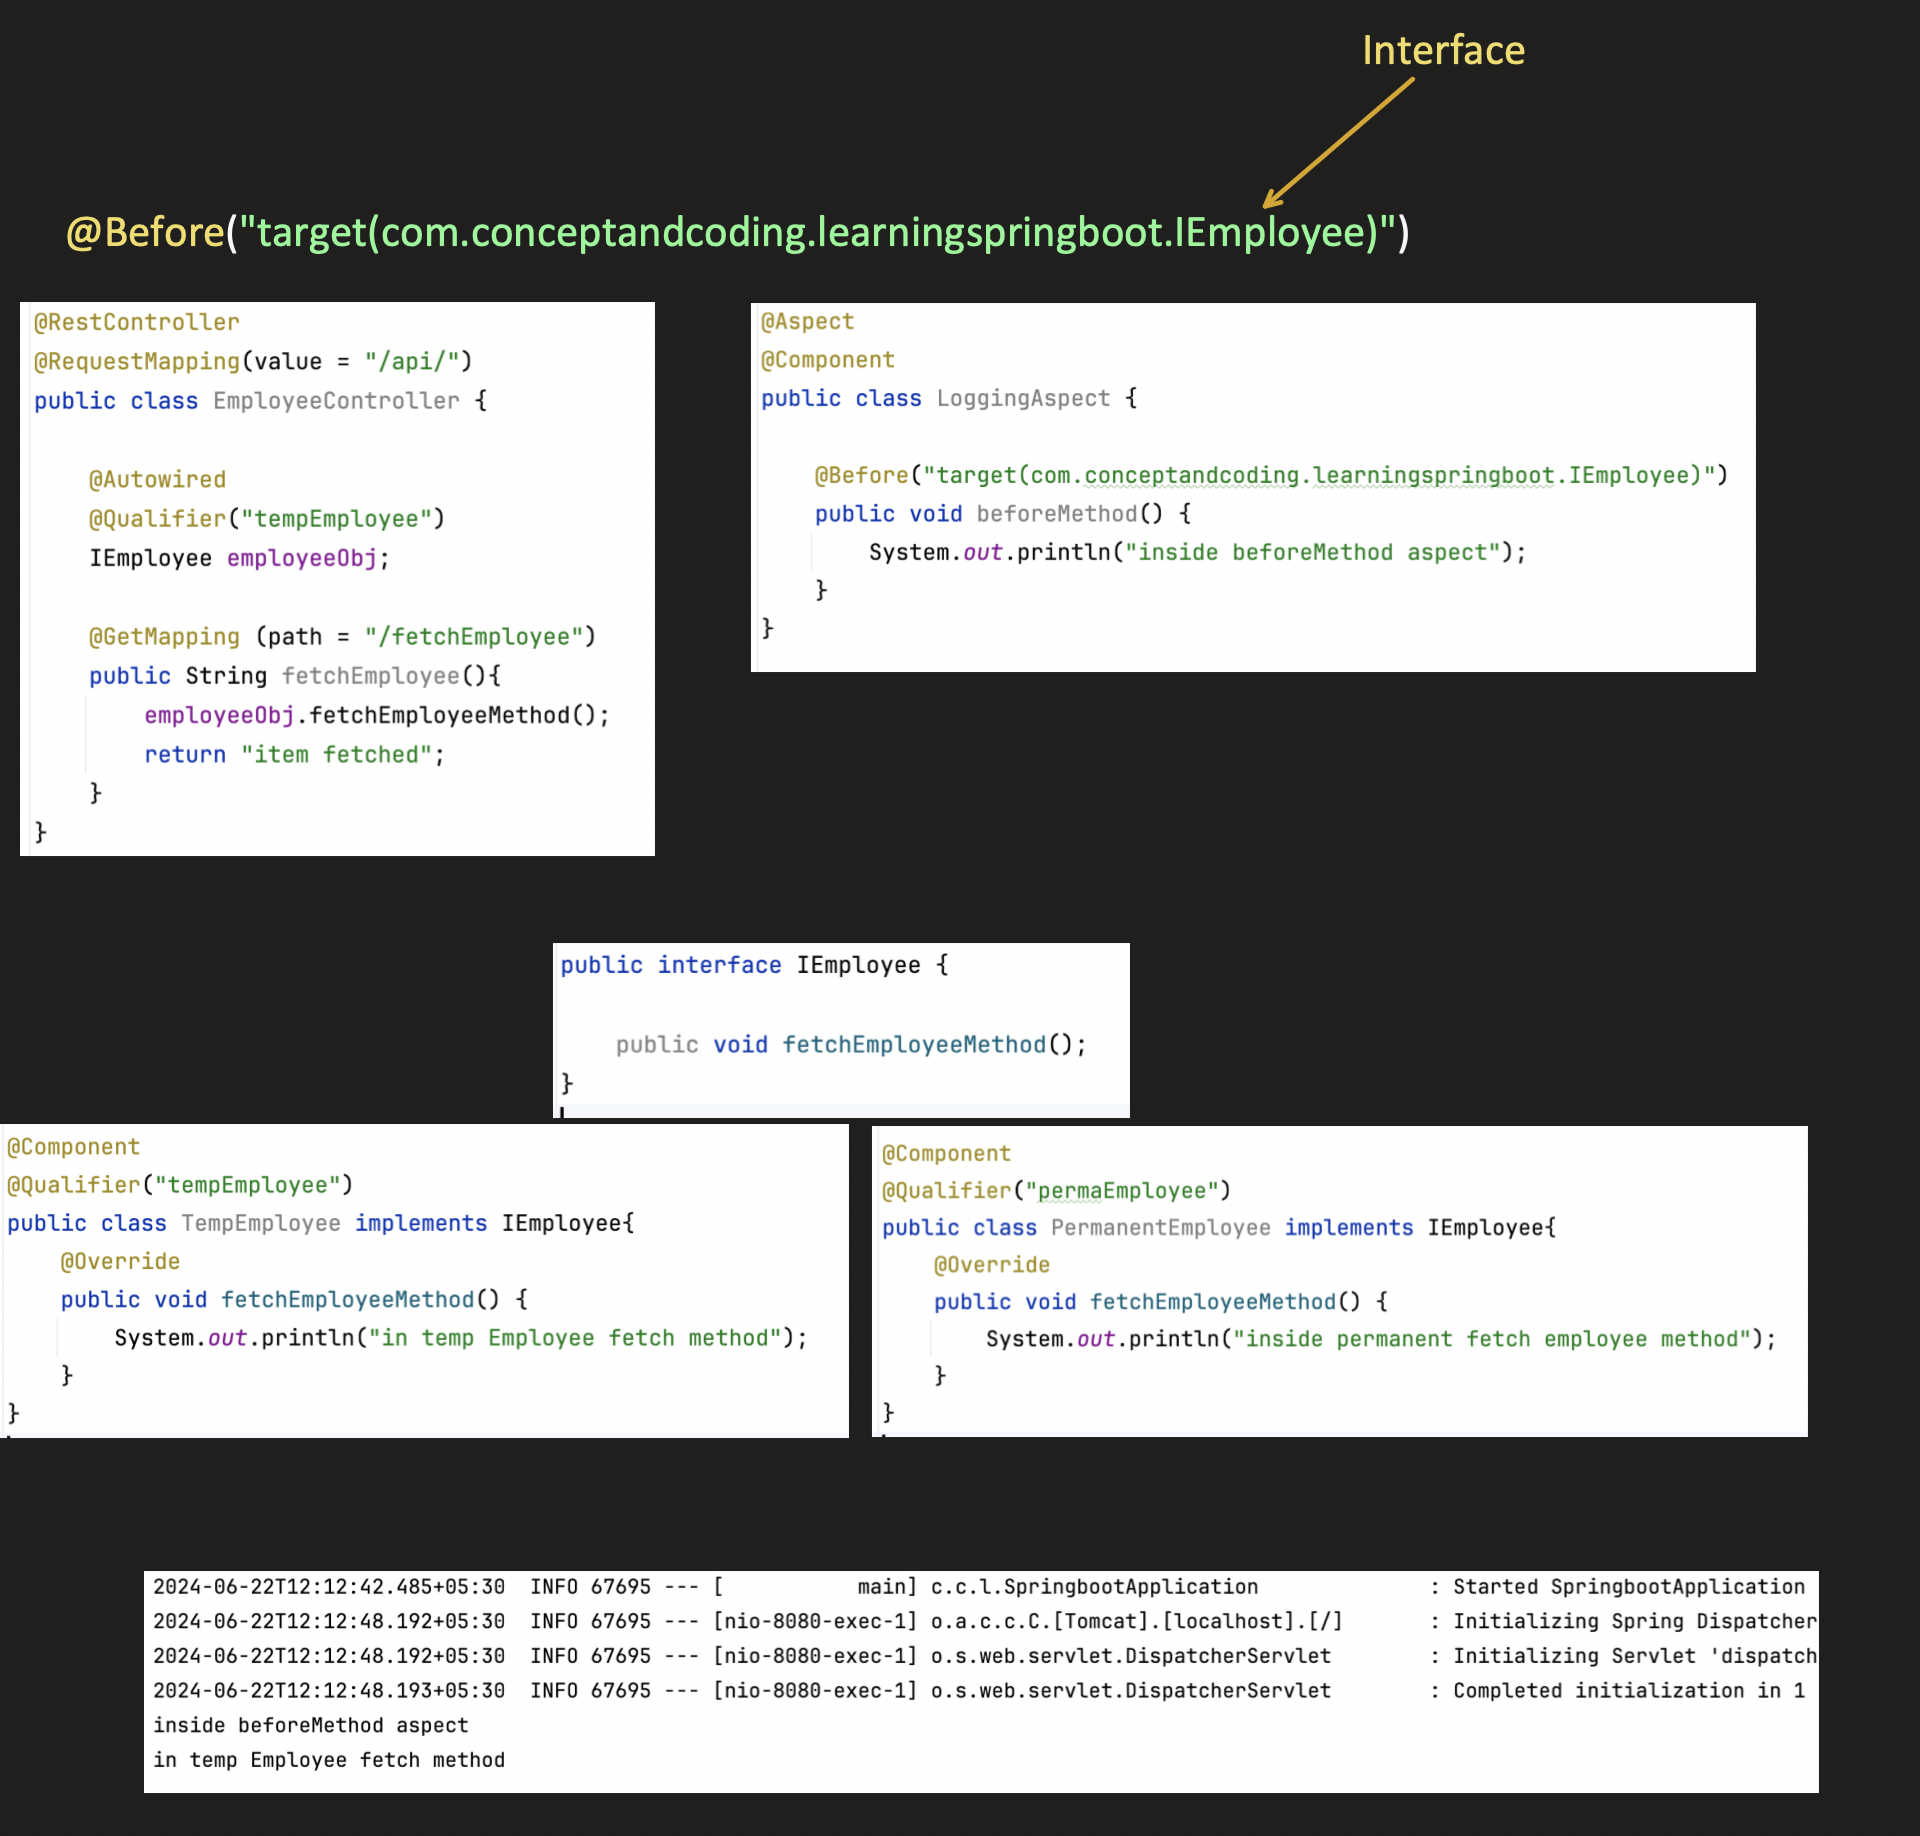 Interface
@Before("target(com.conceptandcoding.learningspringboot.IEmployee)")
@RestController
@RequestMapping(value = "/api/")
public class EmployeeController {
@Autowired
@Qualifier("tempEmployee")
IEmployee employeeObj;
@GetMapping (path = "/fetchEmployee")
public String fetchEmployee(){
employeeObj.fetchEmployeeMethod();
return "item fetched";
}
}
@Aspect
@Component
public class LoggingAspect {
@Before("target(com.conceptandcoding.learningspringboot.IEmployee)")
public void beforeMethod() {
System.out.println("inside beforeMethod aspect");
}
}
public interface IEmployee {
public void fetchEmployeeMethod();
}
@Component
@Qualifier("tempEmployee")
public class TempEmployee implements IEmployee{
@Override
public void fetchEmployeeMethod() {
System.out.println("in temp Employee fetch method");
}
}
@Component
@Qualifier("permaEmployee")
public class PermanentEmployee implements IEmployee{
@Override
public void fetchEmployeeMethod() {
System.out.println("inside permanent fetch employee method");
}
}
2024-06-22T12:12:42.485+05:30  INFO 67695 --- [           main] c.c.l.SpringbootApplication              : Started SpringbootApplication
2024-06-22T12:12:48.192+05:30  INFO 67695 --- [nio-8080-exec-1] o.a.c.c.C.[Tomcat].[localhost].[/]       : Initializing Spring Dispatcher
2024-06-22T12:12:48.192+05:30  INFO 67695 --- [nio-8080-exec-1] o.s.web.servlet.DispatcherServlet        : Initializing Servlet 'dispatch
2024-06-22T12:12:48.193+05:30  INFO 67695 --- [nio-8080-exec-1] o.s.web.servlet.DispatcherServlet        : Completed initialization in 1
inside beforeMethod aspect
in temp Employee fetch method